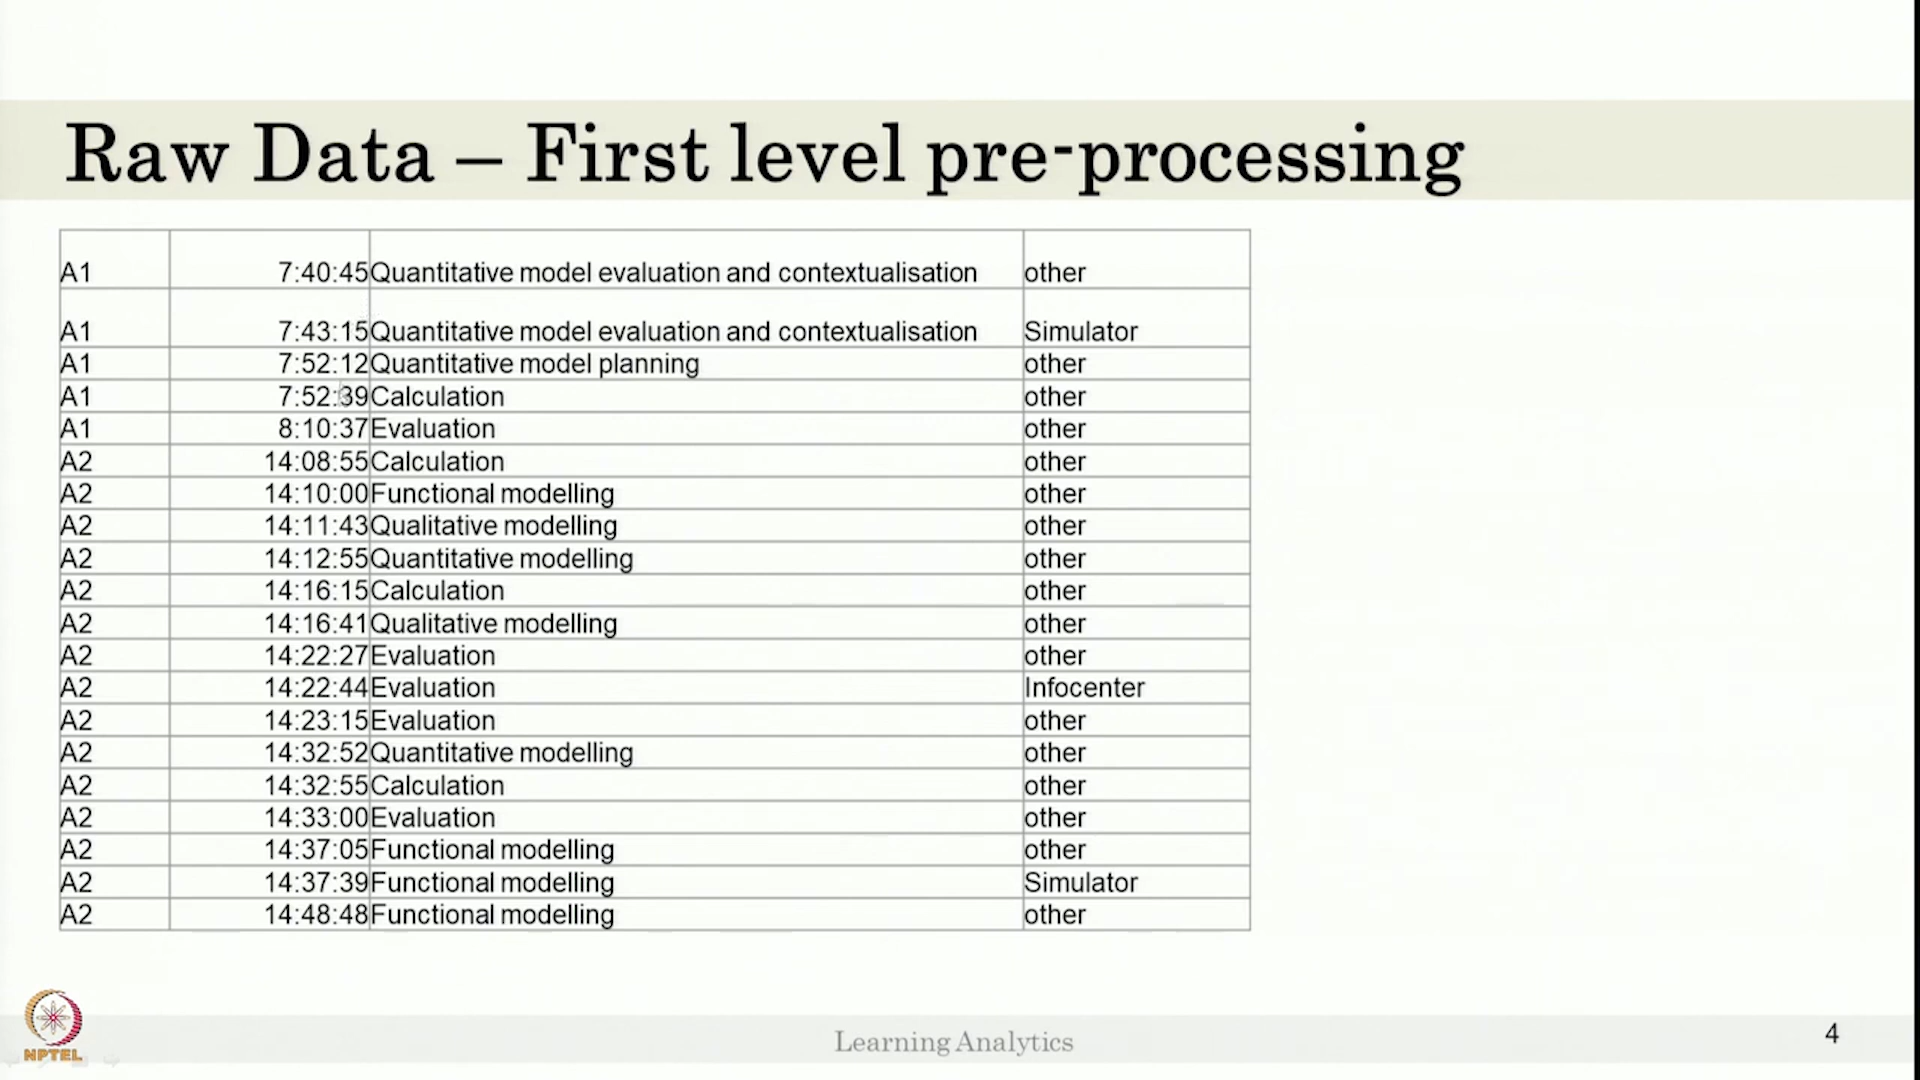 Raw Data – First level pre-processing
A1 7:40:45 Quantitative model evaluation and contextualisation other
A1 7:43:15 Quantitative model evaluation and contextualisation Simulator
A1 7:52:12 Quantitative model planning other
A1 7:52:39 Calculation other
A1 8:10:37 Evaluation other
A2 14:08:55 Calculation other
A2 14:10:00 Functional modelling other
A2 14:11:43 Qualitative modelling other
A2 14:12:55 Quantitative modelling other
A2 14:16:15 Calculation other
A2 14:16:41 Qualitative modelling other
A2 14:22:27 Evaluation other
A2 14:22:44 Evaluation Infocenter
A2 14:23:15 Evaluation other
A2 14:32:52 Quantitative modelling other
A2 14:32:55 Calculation other
A2 14:33:00 Evaluation other
A2 14:37:05 Functional modelling other
A2 14:37:39 Functional modelling Simulator
A2 14:48:48 Functional modelling other
NPTEL
Learning Analytics
4